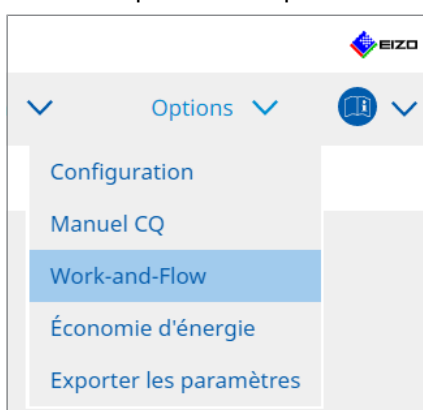 EIZO
Options
Configuration
Manuel CQ
Work-and-Flow
Économie d'énergie
Exporter les paramètres